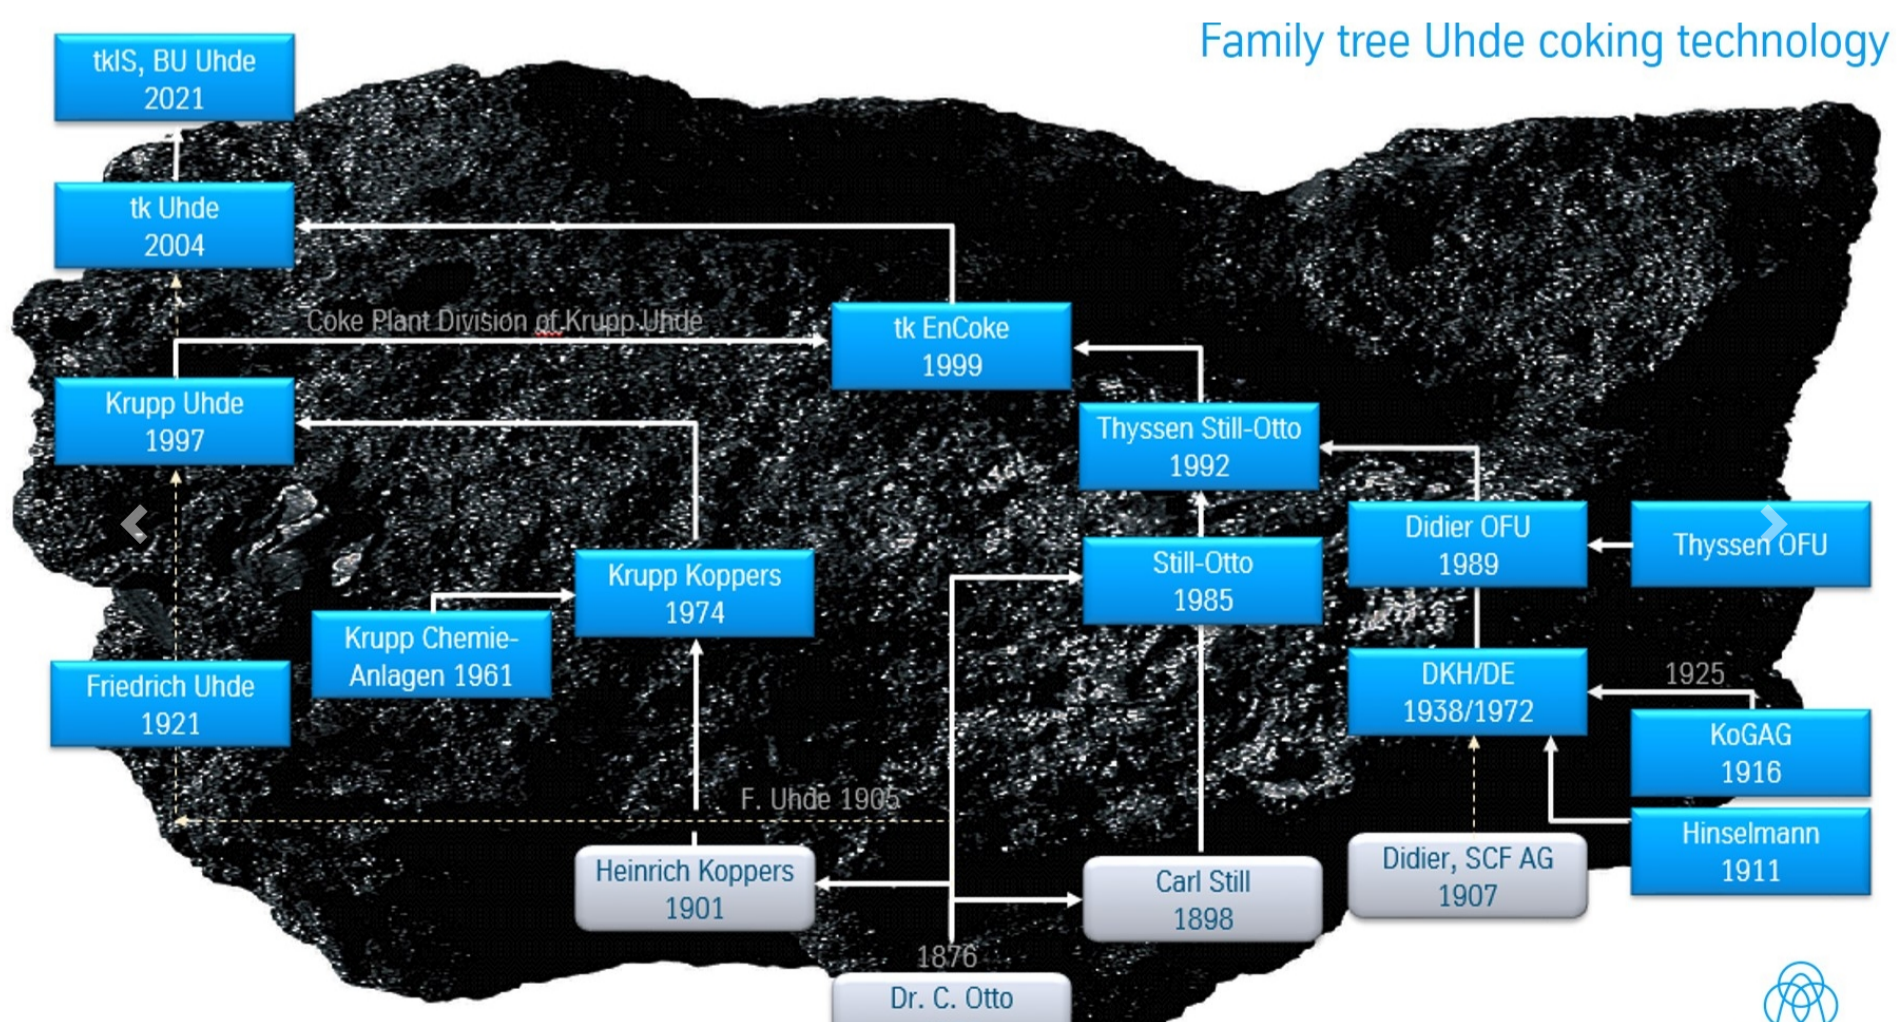 Family tree Uhde coking technology
tkIS, BU Uhde
2021
tk Uhde
2004
Coke Plant Division of Krupp Uhde
tk EnCoke
1999
Krupp Uhde
1997
Thyssen Still-Otto
1992
Didier OFU
1989
Thyssen OFU
Still-Otto
1985
Krupp Koppers
1974
Krupp Chemie-
Anlagen 1961
Friedrich Uhde
1921
DKH/DE
1938/1972
1925
KoGAG
1916
F. Uhde 1905
Hinselmann
1911
Heinrich Koppers
1901
Carl Still
1898
Didier, SCF AG
1907
1876
Dr. C. Otto